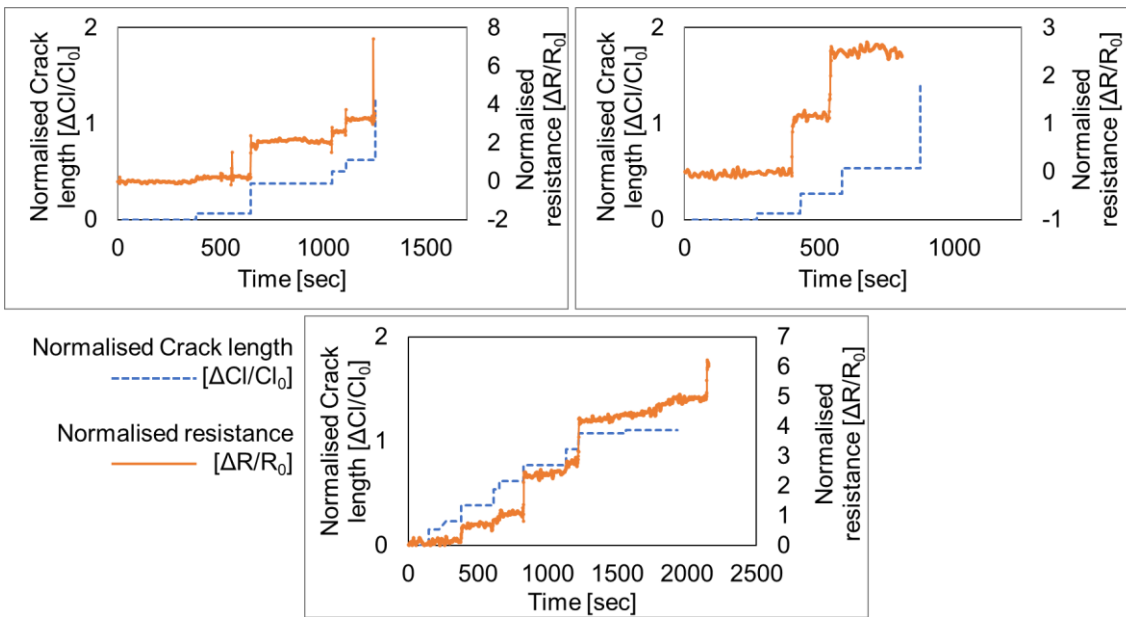 Normalised Crack
length [ΔCl/Cl₀]
2
1
0
8
6
4
2
0
-2
Normalised
resistance [ΔR/R₀]
0
500
1000
1500
Time [sec]
Normalised Crack
length [ΔCl/Cl₀]
2
1
0
3
2
1
0
-1
Normalised
resistance [ΔR/R₀]
0
500
1000
Time [sec]
Normalised Crack length
[ΔCl/Cl₀]
Normalised resistance
[ΔR/R₀]
Normalised Crack
length [ΔCl/Cl₀]
2
1
0
7
6
5
4
3
2
1
0
Normalised
resistance [ΔR/R₀]
0
500
1000
1500
2000
2500
Time [sec]